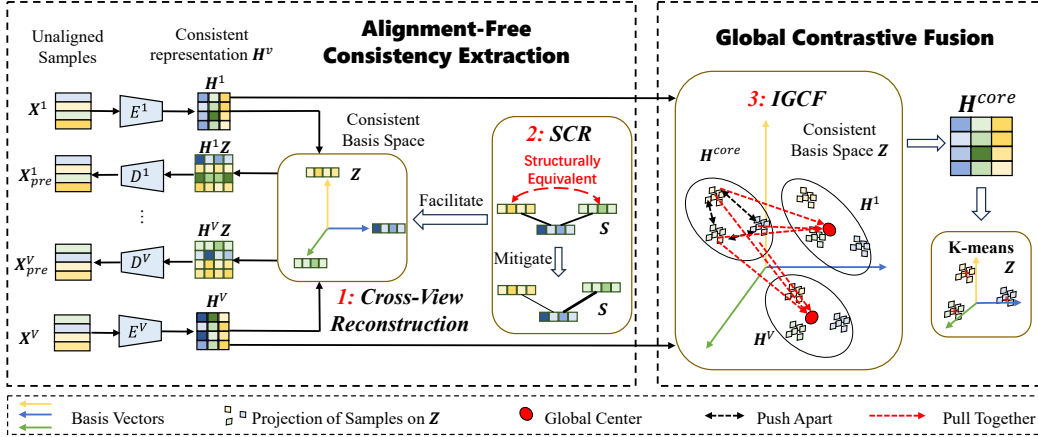 Alignment-Free
Consistency Extraction
Unaligned
Samples
Consistent
representation H^v
X^1
E^1
H^1
H^1Z
X^1_pre
D^1
...
H^VZ
X^V_pre
D^V
H^V
X^V
E^V
Consistent
Basis Space
Z
1: Cross-View
Reconstruction
Facilitate
2: SCR
Structurally
Equivalent
S
Mitigate
S
Global Contrastive Fusion
3: IGCF
Consistent
Basis Space Z
H^core
H^1
H^V
H^core
K-means
Z
Basis Vectors
Projection of Samples on Z
Global Center
Push Apart
Pull Together